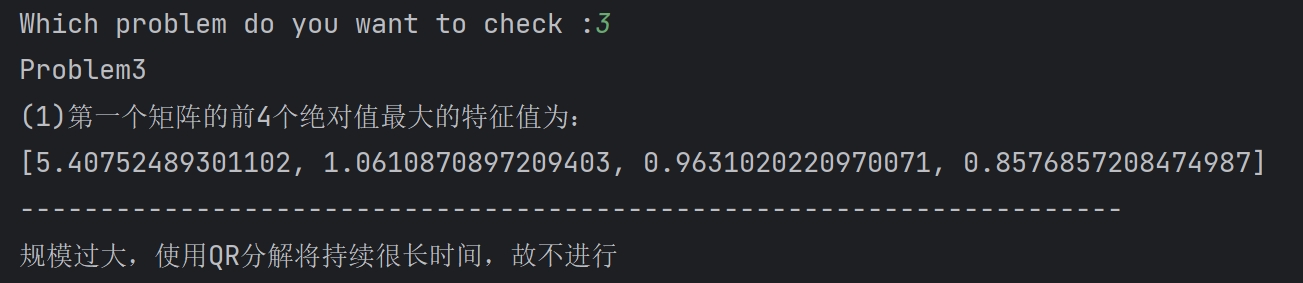 Which problem do you want to check :3
Problem3
(1)第一个矩阵的前4个绝对值最大的特征值为：
[5.40752489301102, 1.0610870897209403, 0.9631020220970071, 0.8576857208474987]
---------------------------------------------------------------------
规模过大，使用QR分解将持续很长时间，故不进行